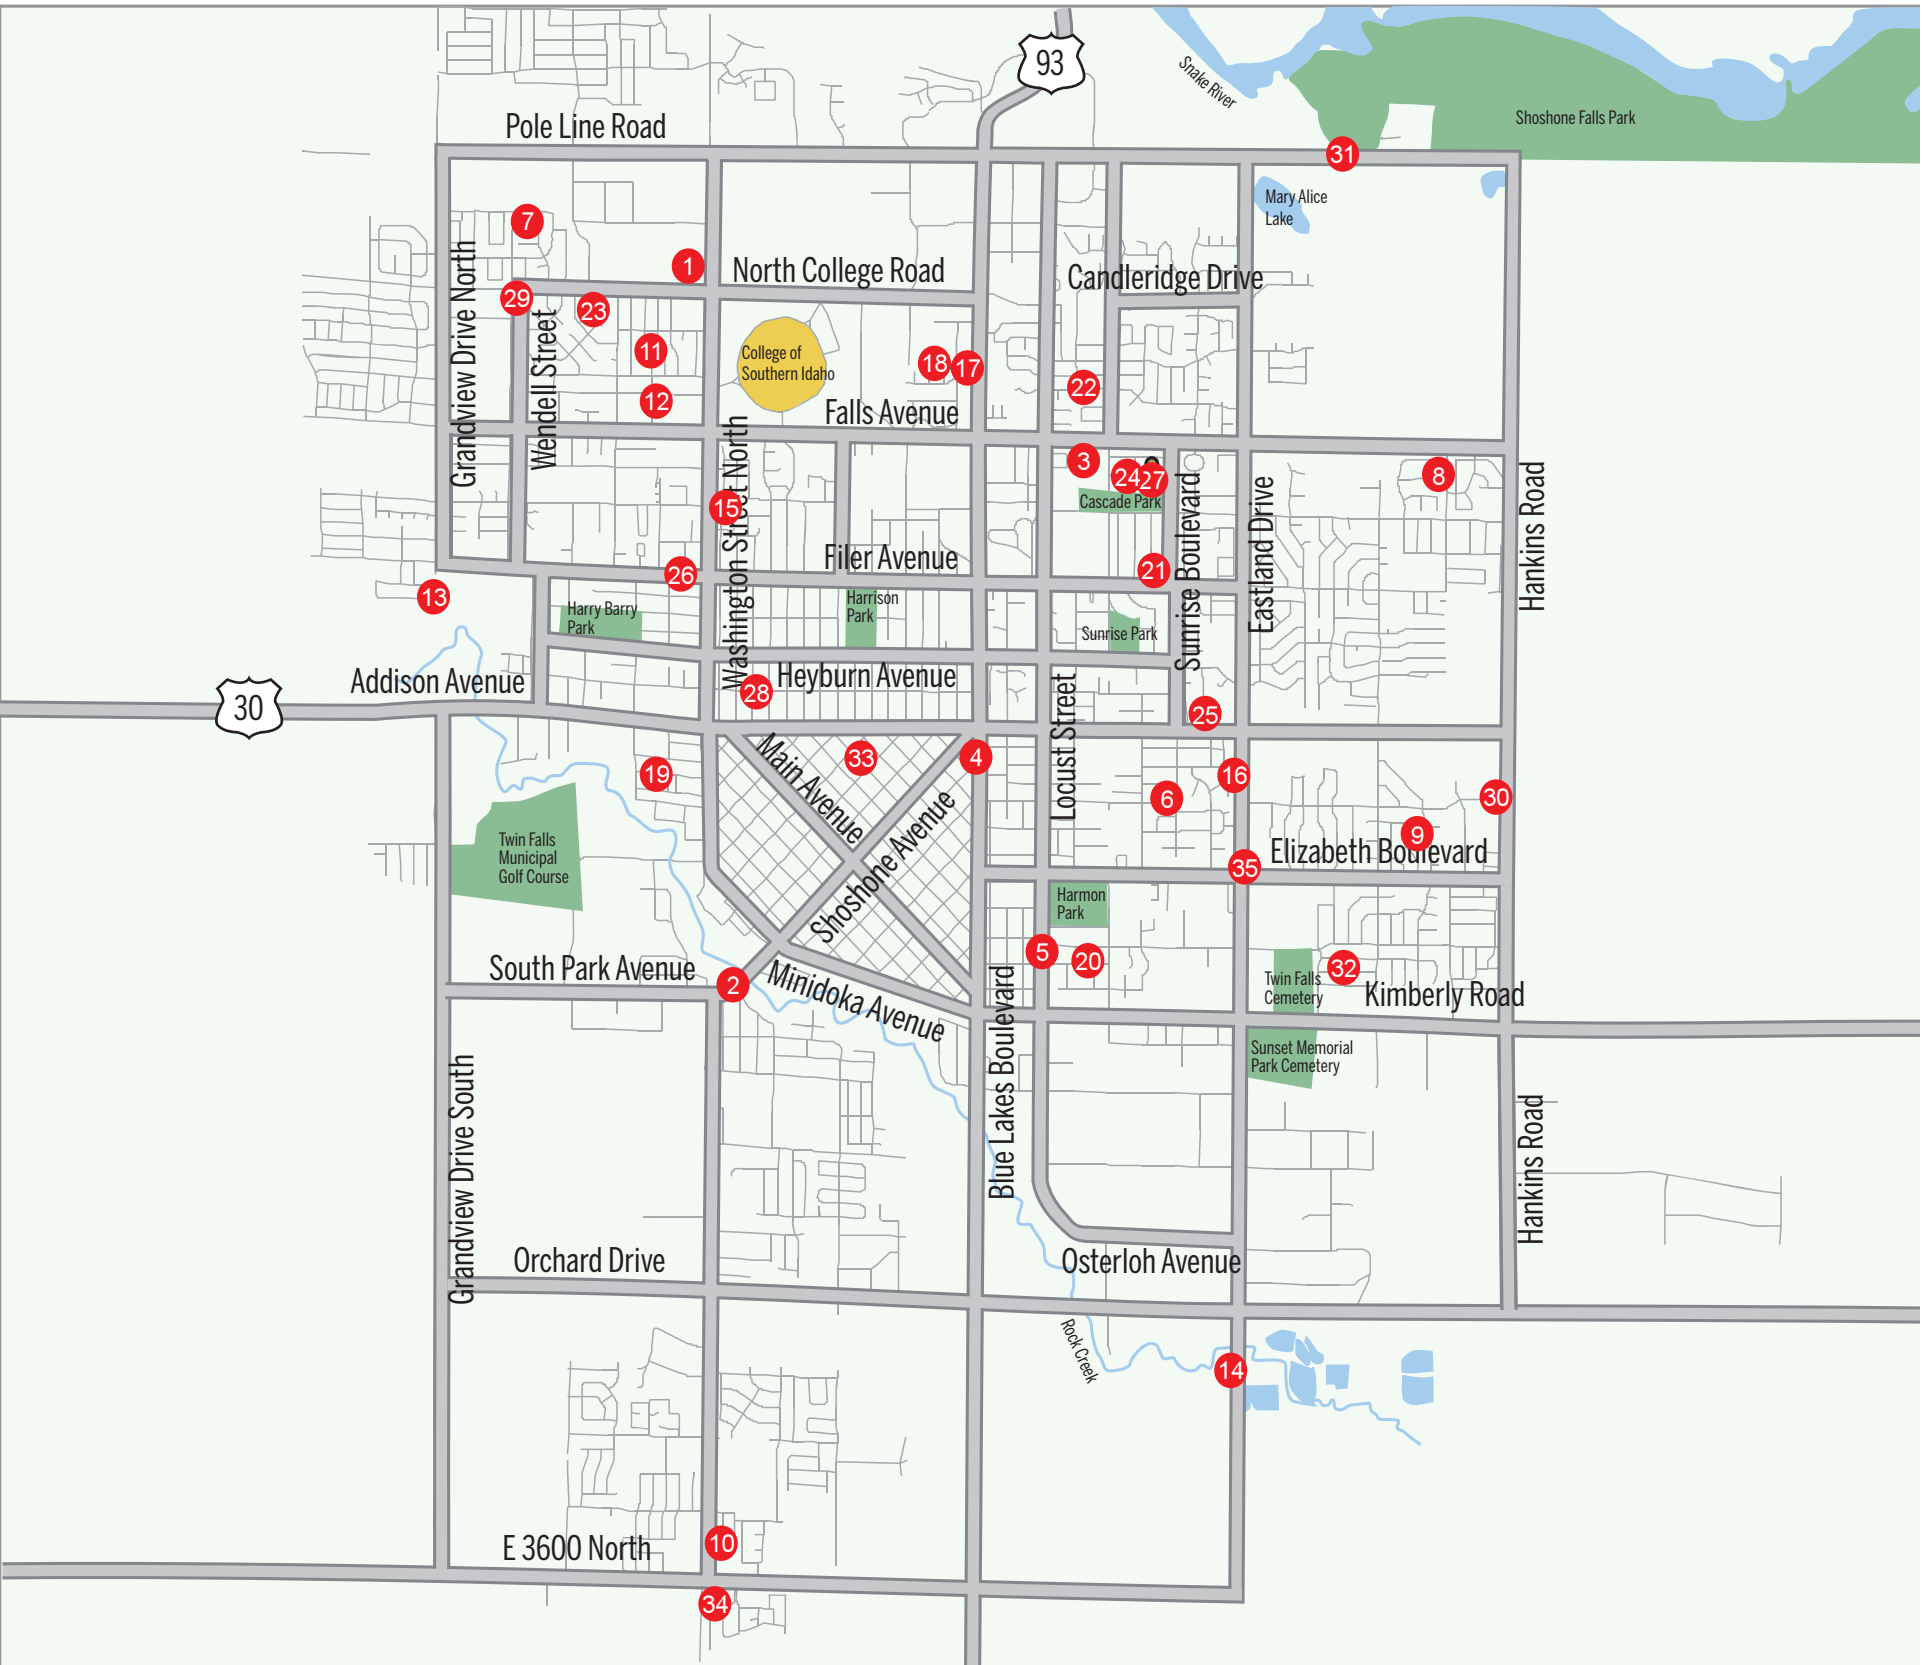 93
Snake River
Shoshone Falls Park
Pole Line Road
31
Mary Alice
Lake
7
1
North College Road
Candleridge Drive
Grandview Drive North
29
23
Wendell Street
11
College of
Southern Idaho
18
17
22
12
Falls Avenue
Washington Street North
3
24
27
8
Cascade Park
15
Sunrise Boulevard
Eastland Drive
Hankins Road
Filer Avenue
26
21
13
Harry Barry
Park
Harrison
Park
Sunrise Park
Addison Avenue
30
Heyburn Avenue
28
Locust Street
25
Main Avenue
33
4
19
16
6
30
Shoshone Avenue
9
Elizabeth Boulevard
35
Twin Falls
Municipal
Golf Course
Harmon
Park
5
20
32
South Park Avenue
2
Minidoka Avenue
Blue Lakes Boulevard
Twin Falls
Cemetery
Kimberly Road
Sunset Memorial
Park Cemetery
Grandview Drive South
Hankins Road
Orchard Drive
Osterloh Avenue
Rock Creek
14
E 3600 North
10
34